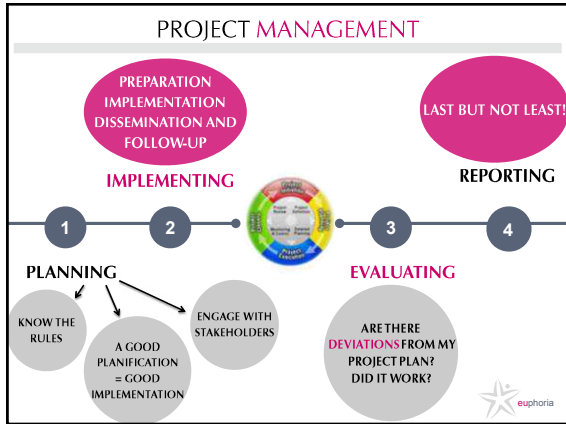 PROJECT MANAGEMENT
PREPARATION
IMPLEMENTATION
DISSEMINATION AND
FOLLOW-UP
LAST BUT NOT LEAST!
IMPLEMENTING
REPORTING
1
2
3
4
PLANNING
EVALUATING
KNOW THE
RULES
A GOOD
PLANIFICATION
= GOOD
IMPLEMENTATION
ENGAGE WITH
STAKEHOLDERS
ARE THERE
DEVIATIONS FROM MY
PROJECT PLAN?
DID IT WORK?
euphoria